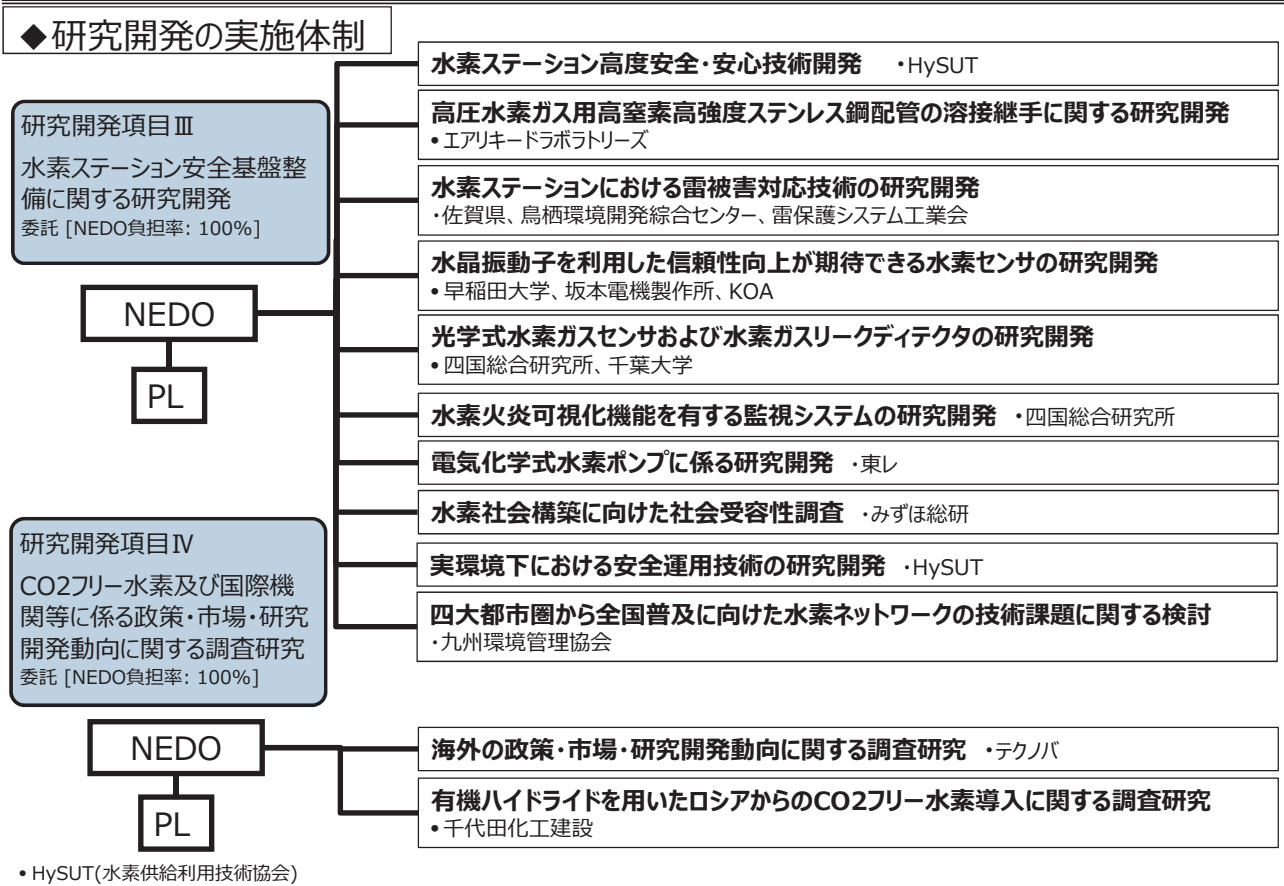 ◆研究開発の実施体制
研究開発項目Ⅲ
水素ステーション安全基盤整
備に関する研究開発
委託 [NEDO負担率: 100%]
NEDO
PL
水素ステーション高度安全・安心技術開発 ・HySUT
高圧水素ガス用高窒素高強度ステンレス鋼配管の溶接継手に関する研究開発
• エアリキードラボラトリーズ
水素ステーションにおける雷被害対応技術の研究開発
・佐賀県、鳥栖環境開発綜合センター、雷保護システム工業会
水晶振動子を利用した信頼性向上が期待できる水素センサの研究開発
• 早稲田大学、坂本電機製作所、KOA
光学式水素ガスセンサおよび水素ガスリークディテクタの研究開発
• 四国総合研究所、千葉大学
水素火炎可視化機能を有する監視システムの研究開発 ・四国総合研究所
電気化学式水素ポンプに係る研究開発 ・東レ
水素社会構築に向けた社会受容性調査 ・みずほ総研
実環境下における安全運用技術の研究開発 ・HySUT
四大都市圏から全国普及に向けた水素ネットワークの技術課題に関する検討
・九州環境管理協会
研究開発項目Ⅳ
CO2フリー水素及び国際機
関等に係る政策・市場・研究
開発動向に関する調査研究
委託 [NEDO負担率: 100%]
NEDO
PL
海外の政策・市場・研究開発動向に関する調査研究 ・テクノバ
有機ハイドライドを用いたロシアからのCO2フリー水素導入に関する調査研究
• 千代田化工建設
• HySUT(水素供給利用技術協会)